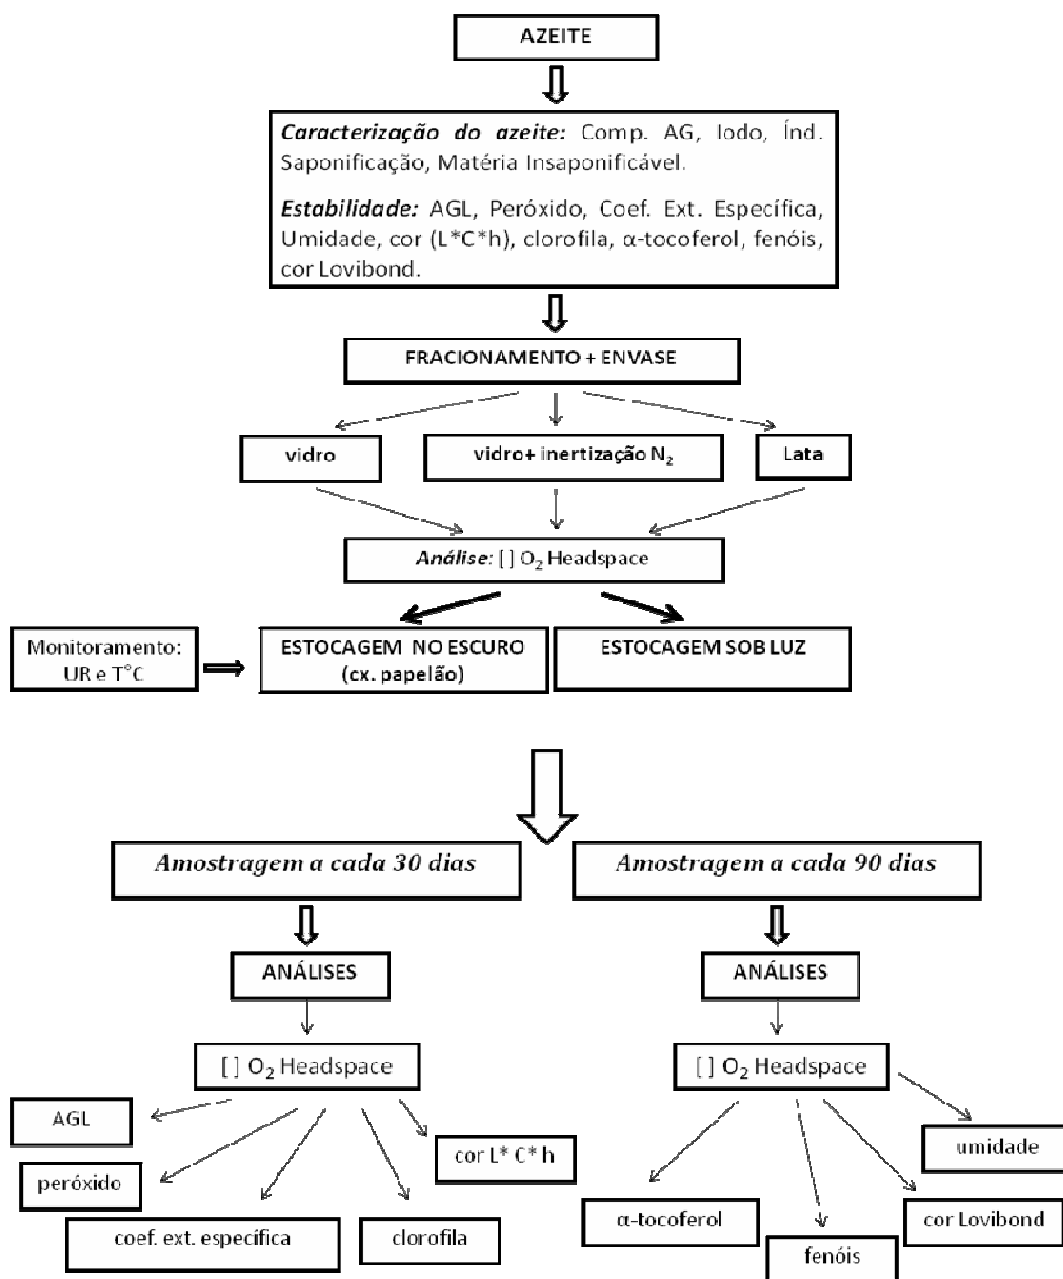 AZEITE
Caracterização do azeite: Comp. AG, Iodo, Índ.
Saponificação, Matéria Insaponificável.
Estabilidade: AGL, Peróxido, Coef. Ext. Específica,
Umidade, cor (L*C*h), clorofila, α-tocoferol, fenóis,
cor Lovibond.
FRACIONAMENTO + ENVASE
vidro
vidro+ inertização N₂
Lata
Análise: [ ] O₂ Headspace
Monitoramento:
UR e T°C
ESTOCAGEM NO ESCURO
(cx. papelão)
ESTOCAGEM SOB LUZ
Amostragem a cada 30 dias
Amostragem a cada 90 dias
ANÁLISES
ANÁLISES
[ ] O₂ Headspace
[ ] O₂ Headspace
AGL
peróxido
coef. ext. específica
clorofila
cor L* C* h
α-tocoferol
fenóis
cor Lovibond
umidade